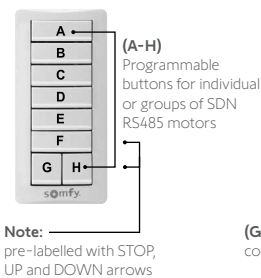 A
B
C
D
E
F
G H
somfy.
(A-H)
Programmable
buttons for individual
or groups of SDN
RS485 motors
Note:
pre-labelled with STOP,
UP and DOWN arrows
(G
co